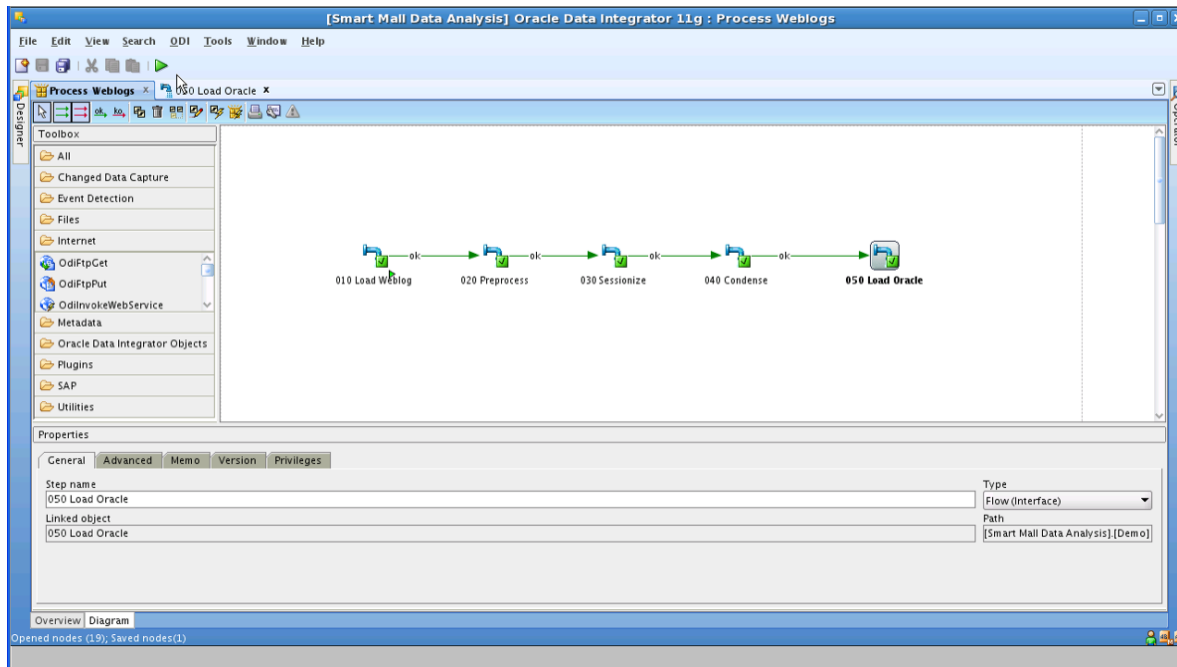 [Smart Mall Data Analysis] Oracle Data Integrator 11g : Process Weblogs
File Edit View Search ODI Tools Window Help
Process Weblogs x 050 Load Oracle x
Designer
ok ko
Toolbox
All
Changed Data Capture
Event Detection
Files
Internet
OdiFtpGet
OdiFtpPut
OdiInvokeWebService
Metadata
Oracle Data Integrator Objects
Plugins
SAP
Utilities
ok ok ok ok
010 Load Weblog 020 Preprocess 030 Sessionize 040 Condense 050 Load Oracle
Properties
General Advanced Memo Version Privileges
Step name Type
050 Load Oracle Flow (Interface)
Linked object Path
050 Load Oracle [Smart Mall Data Analysis].[Demo]
Overview Diagram
Opened nodes (19); Saved nodes(1)